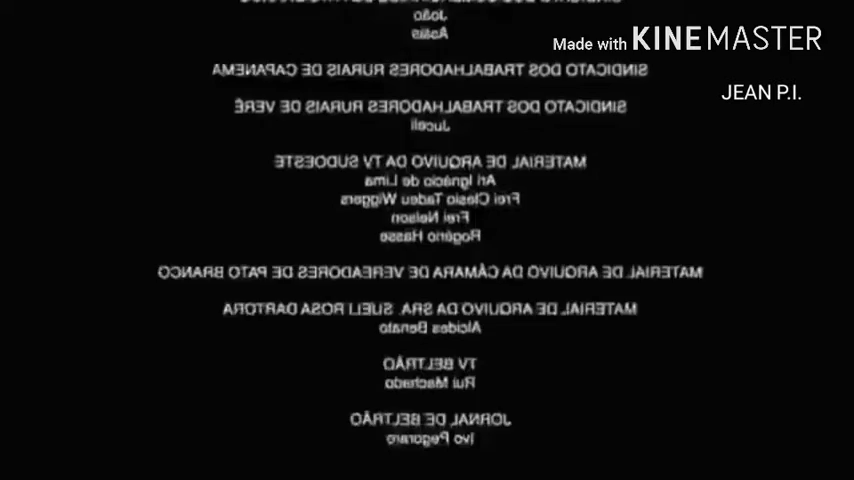 João
Assis
SINDICATO DOS TRABALHADORES RURAIS DE CAPANEMA
SINDICATO DOS TRABALHADORES RURAIS DE VERÊ
Juceli
MATERIAL DE ARQUIVO DA TV SUDOESTE
Ari Ignácio de Lima
Frei Clesio Tadeu Wiggers
Frei Nelson
Rogério Hasse
MATERIAL DE ARQUIVO DA CÂMARA DE VEREADORES DE PATO BRANCO
MATERIAL DE ARQUIVO DA SRA. SUELI ROSA DARTORA
Alcides Benato
TV BELTRÃO
Rui Machado
JORNAL DE BELTRÃO
Ivo Pegoraro
Made with KINEMASTER
JEAN P.I.